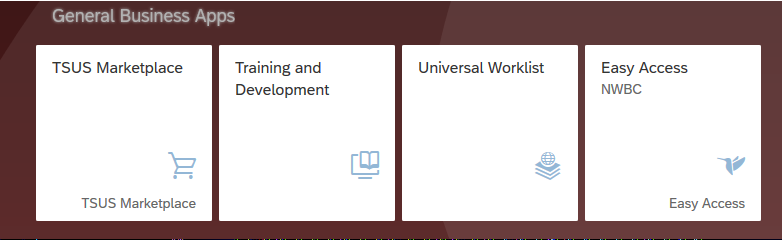 General Business Apps
TSUS Marketplace
TSUS Marketplace
Training and
Development
Universal Worklist
Easy Access
NWBC
Easy Access